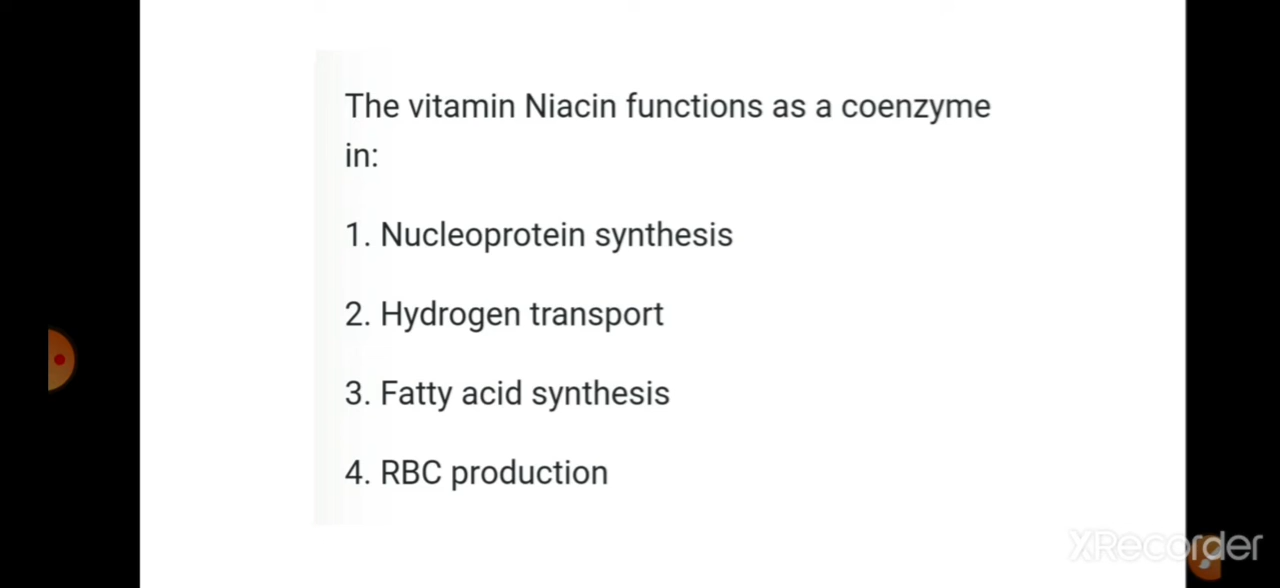 The vitamin Niacin functions as a coenzyme
in:
1. Nucleoprotein synthesis
2. Hydrogen transport
3. Fatty acid synthesis
4. RBC production
XRecorder